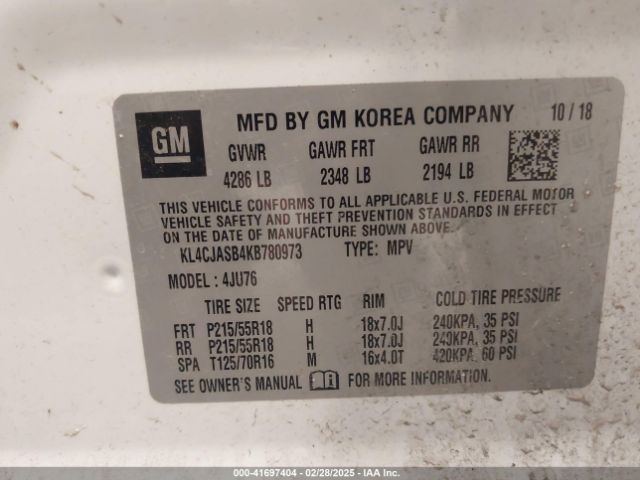 GM
MFD BY GM KOREA COMPANY 10 / 18
GVWR GAWR FRT GAWR RR
4286 LB 2348 LB 2194 LB
THIS VEHICLE CONFORMS TO ALL APPLICABLE U.S. FEDERAL MOTOR
VEHICLE SAFETY AND THEFT PREVENTION STANDARDS IN EFFECT
ON THE DATE OF MANUFACTURE SHOWN ABOVE.
KL4CJASB4KB780973 TYPE: MPV
MODEL : 4JU76
TIRE SIZE SPEED RTG RIM COLD TIRE PRESSURE
FRT P215/55R18 H 18x7.0J 240KPA, 35 PSI
RR P215/55R18 H 18x7.0J 240KPA, 35 PSI
SPA T125/70R16 M 16x4.0T 420KPA, 60 PSI
SEE OWNER'S MANUAL FOR MORE INFORMATION.
000-41697404 - 02/28/2025 - IAA Inc.